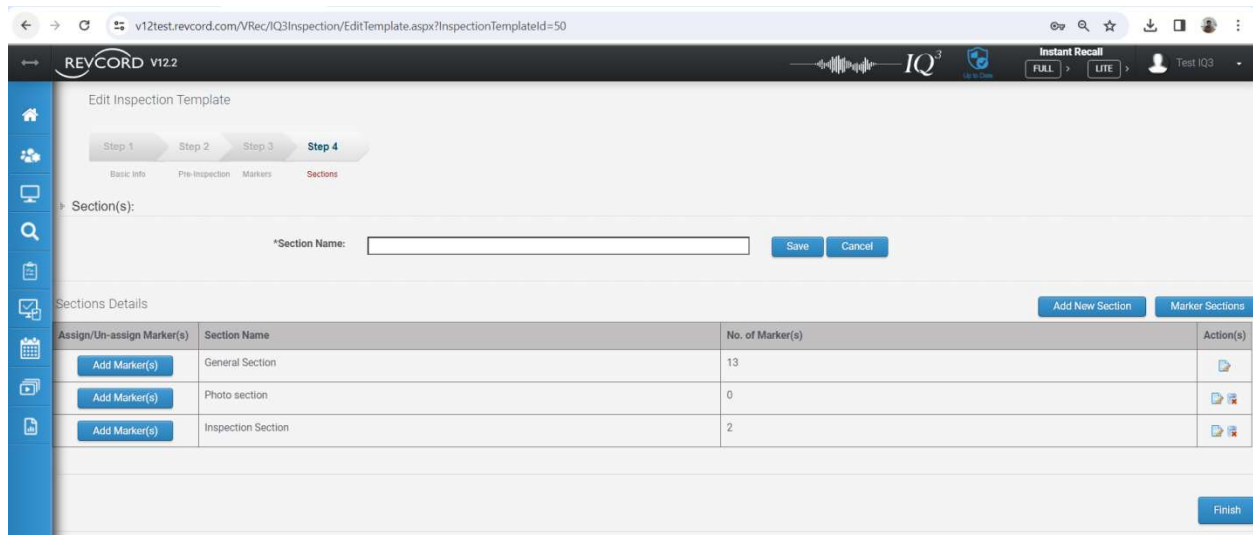 v12test.revcord.com/VRec/IQ3Inspection/EditTemplate.aspx?InspectionTemplateId=50
REVCORD V12.2
IQ3
Up to Date
Instant Recall
FULL > LITE >
Test IQ3
Edit Inspection Template
Step 1 Step 2 Step 3 Step 4
Basic Info Pre-Inspection Markers Sections
Section(s):
*Section Name: Save Cancel
Sections Details Add New Section Marker Sections
Assign/Un-assign Marker(s) Section Name No. of Marker(s) Action(s)
Add Marker(s) General Section 13
Add Marker(s) Photo section 0
Add Marker(s) Inspection Section 2
Finish